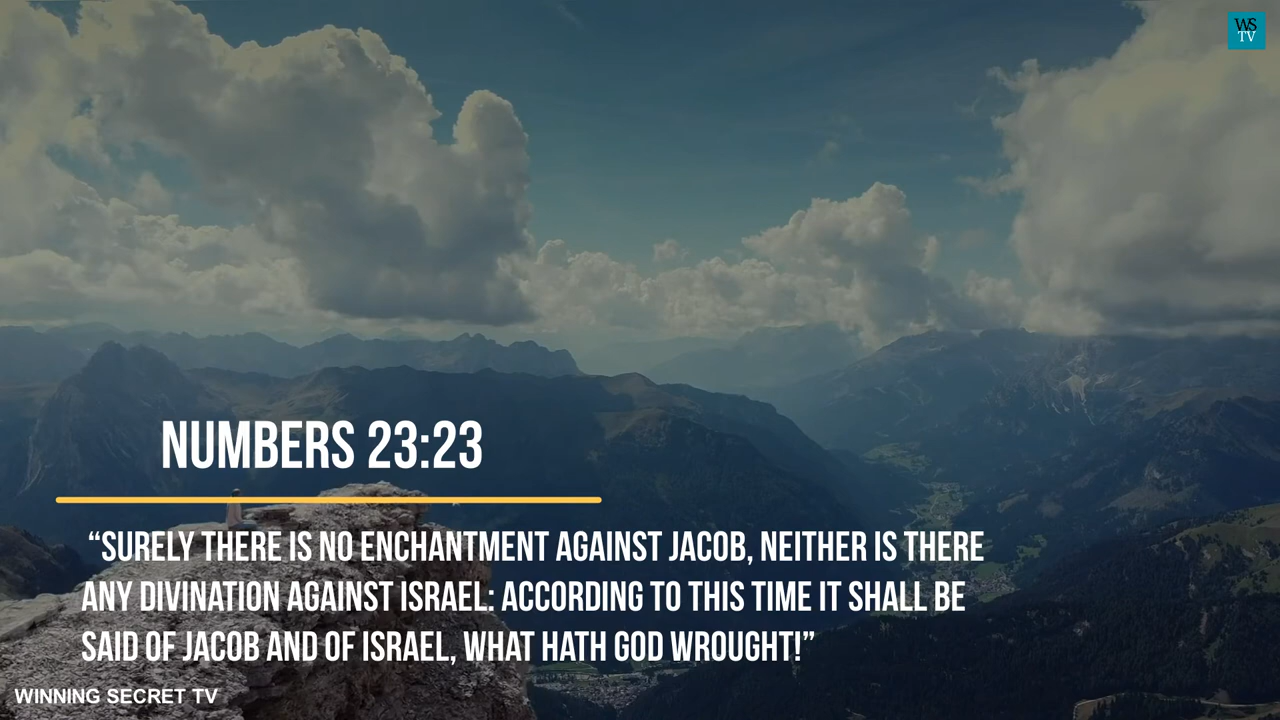 WS
TV
NUMBERS 23:23
“SURELY THERE IS NO ENCHANTMENT AGAINST JACOB, NEITHER IS THERE
ANY DIVINATION AGAINST ISRAEL: ACCORDING TO THIS TIME IT SHALL BE
SAID OF JACOB AND OF ISRAEL, WHAT HATH GOD WROUGHT!”
WINNING SECRET TV